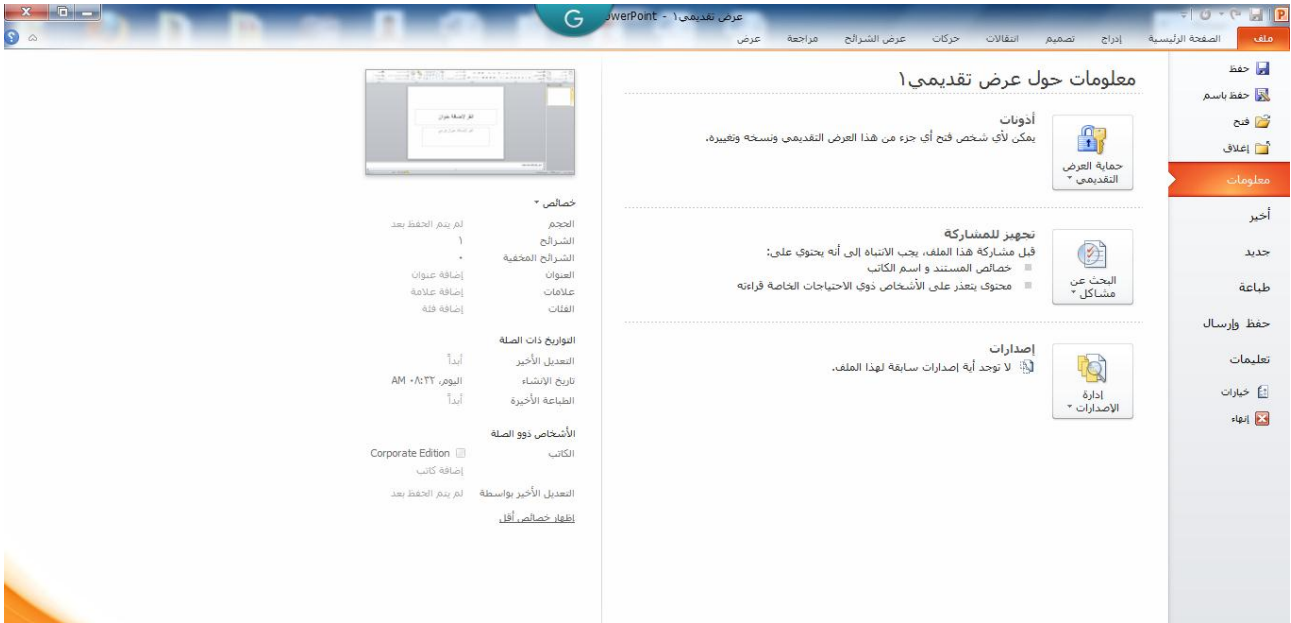 عرض تقديمي١ - PowerPoint
G
ملف الصفحة الرئيسية إدراج تصميم انتقالات حركات عرض الشرائح مراجعة عرض
حفظ
حفظ باسم
فتح
إغلاق
معلومات
أخير
جديد
طباعة
حفظ وإرسال
تعليمات
خيارات
إنهاء
معلومات حول عرض تقديمي١
حماية العرض
التقديمي
أذونات
يمكن لأي شخص فتح أي جزء من هذا العرض التقديمي ونسخه وتغييره.
البحث عن
مشاكل
تجهيز للمشاركة
قبل مشاركة هذا الملف، يجب الانتباه إلى أنه يحتوي على:
خصائص المستند و اسم الكاتب
محتوى يتعذر على الأشخاص ذوي الاحتياجات الخاصة قراءته
إدارة
الإصدارات
إصدارات
لا توجد أية إصدارات سابقة لهذا الملف.
انقر لإضافة عنوان
خصائص
الحجم لم يتم الحفظ بعد
الشرائح ١
الشرائح المخفية ٠
العنوان إضافة عنوان
علامات إضافة علامة
الفئات إضافة فئة
التواريخ ذات الصلة
التعديل الأخير أبداً
تاريخ الإنشاء اليوم، ٠٨:٣٢ AM
الطباعة الأخيرة أبداً
الأشخاص ذوو الصلة
الكاتب Corporate Edition
إضافة كاتب
التعديل الأخير بواسطة لم يتم الحفظ بعد
إظهار خصائص أقل